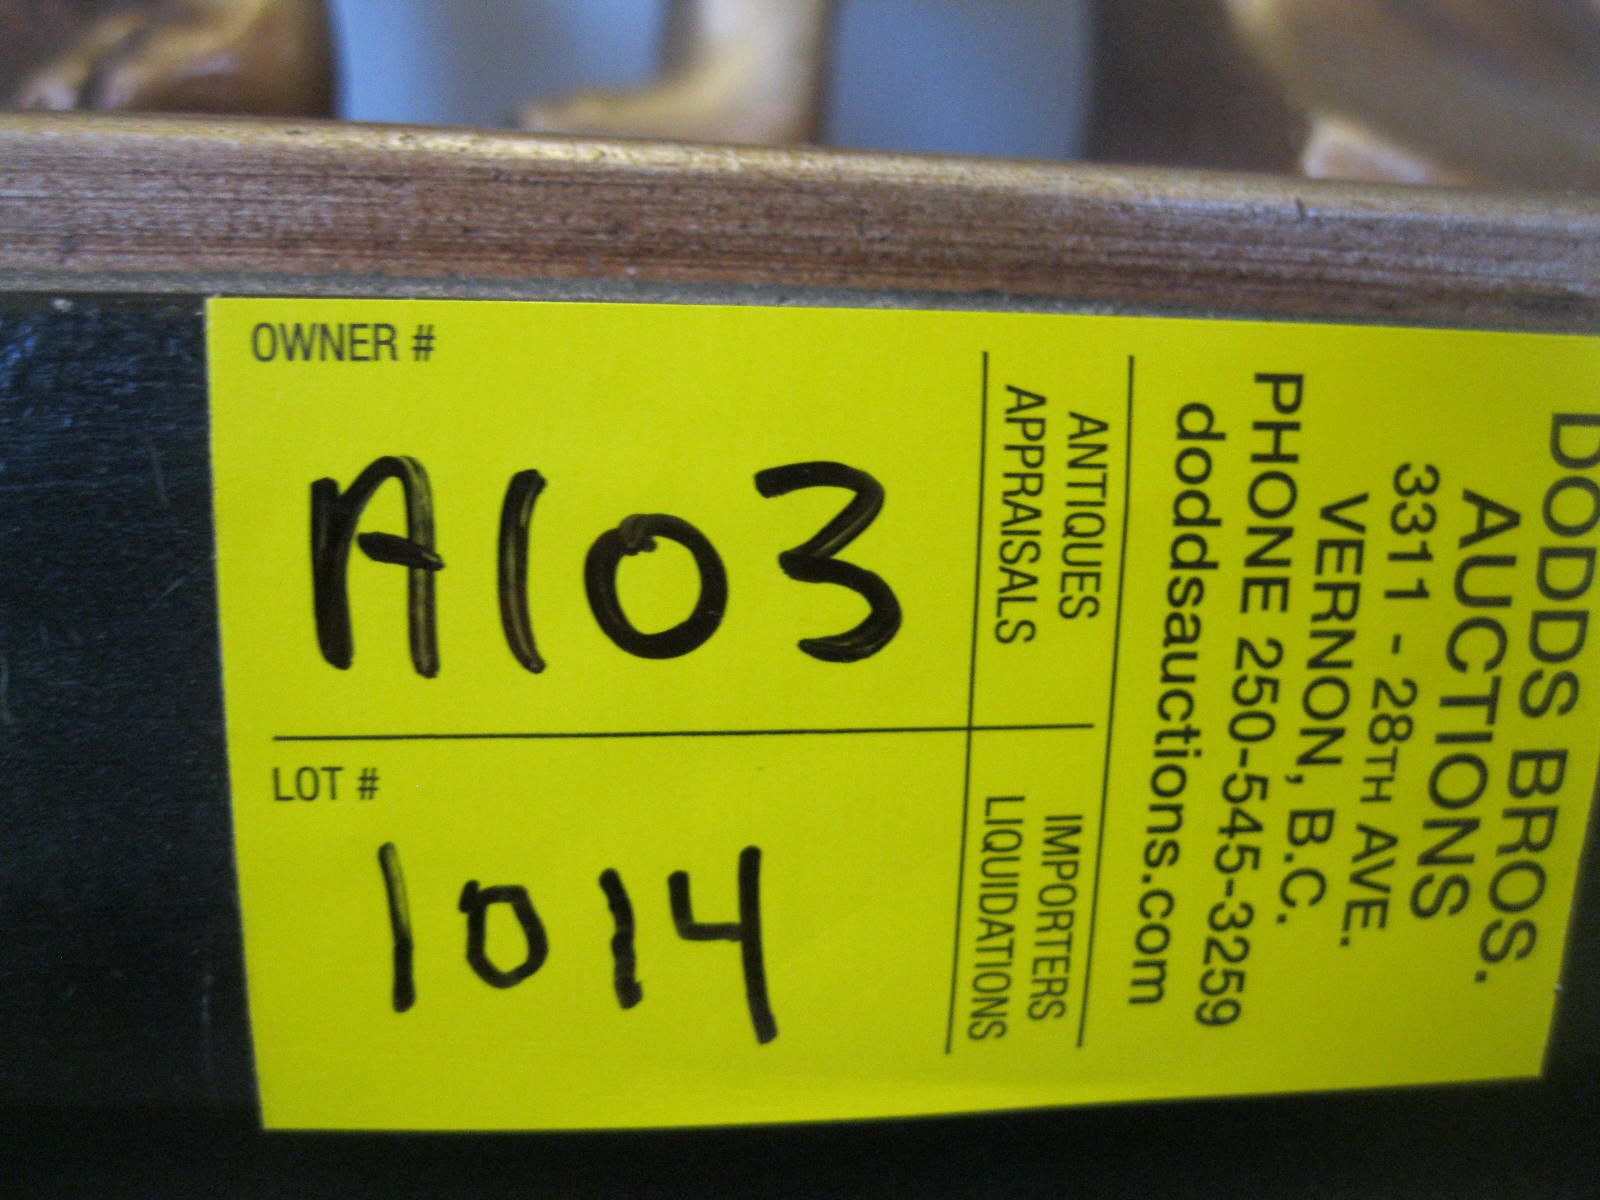 OWNER #
A103
LOT #
1014
ANTIQUES
APPRAISALS
IMPORTERS
LIQUIDATIONS
DODDS BROS.
AUCTIONS
3311 - 28TH AVE.
VERNON, B.C.
PHONE 250-545-3259
doddsauctions.com